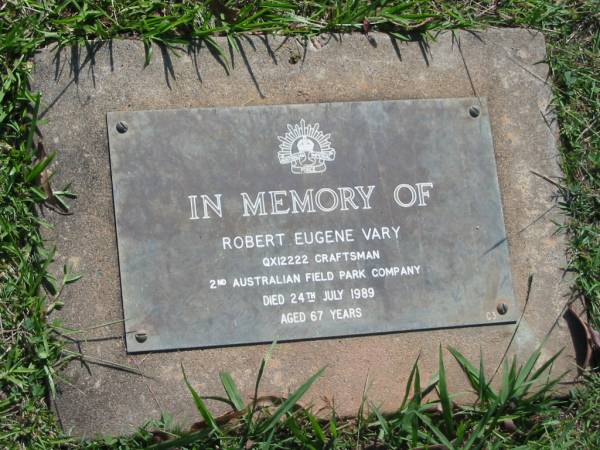 IN MEMORY OF
ROBERT EUGENE VARY
QX12222 CRAFTSMAN
2ND AUSTRALIAN FIELD PARK COMPANY
DIED 24TH JULY 1989
AGED 67 YEARS